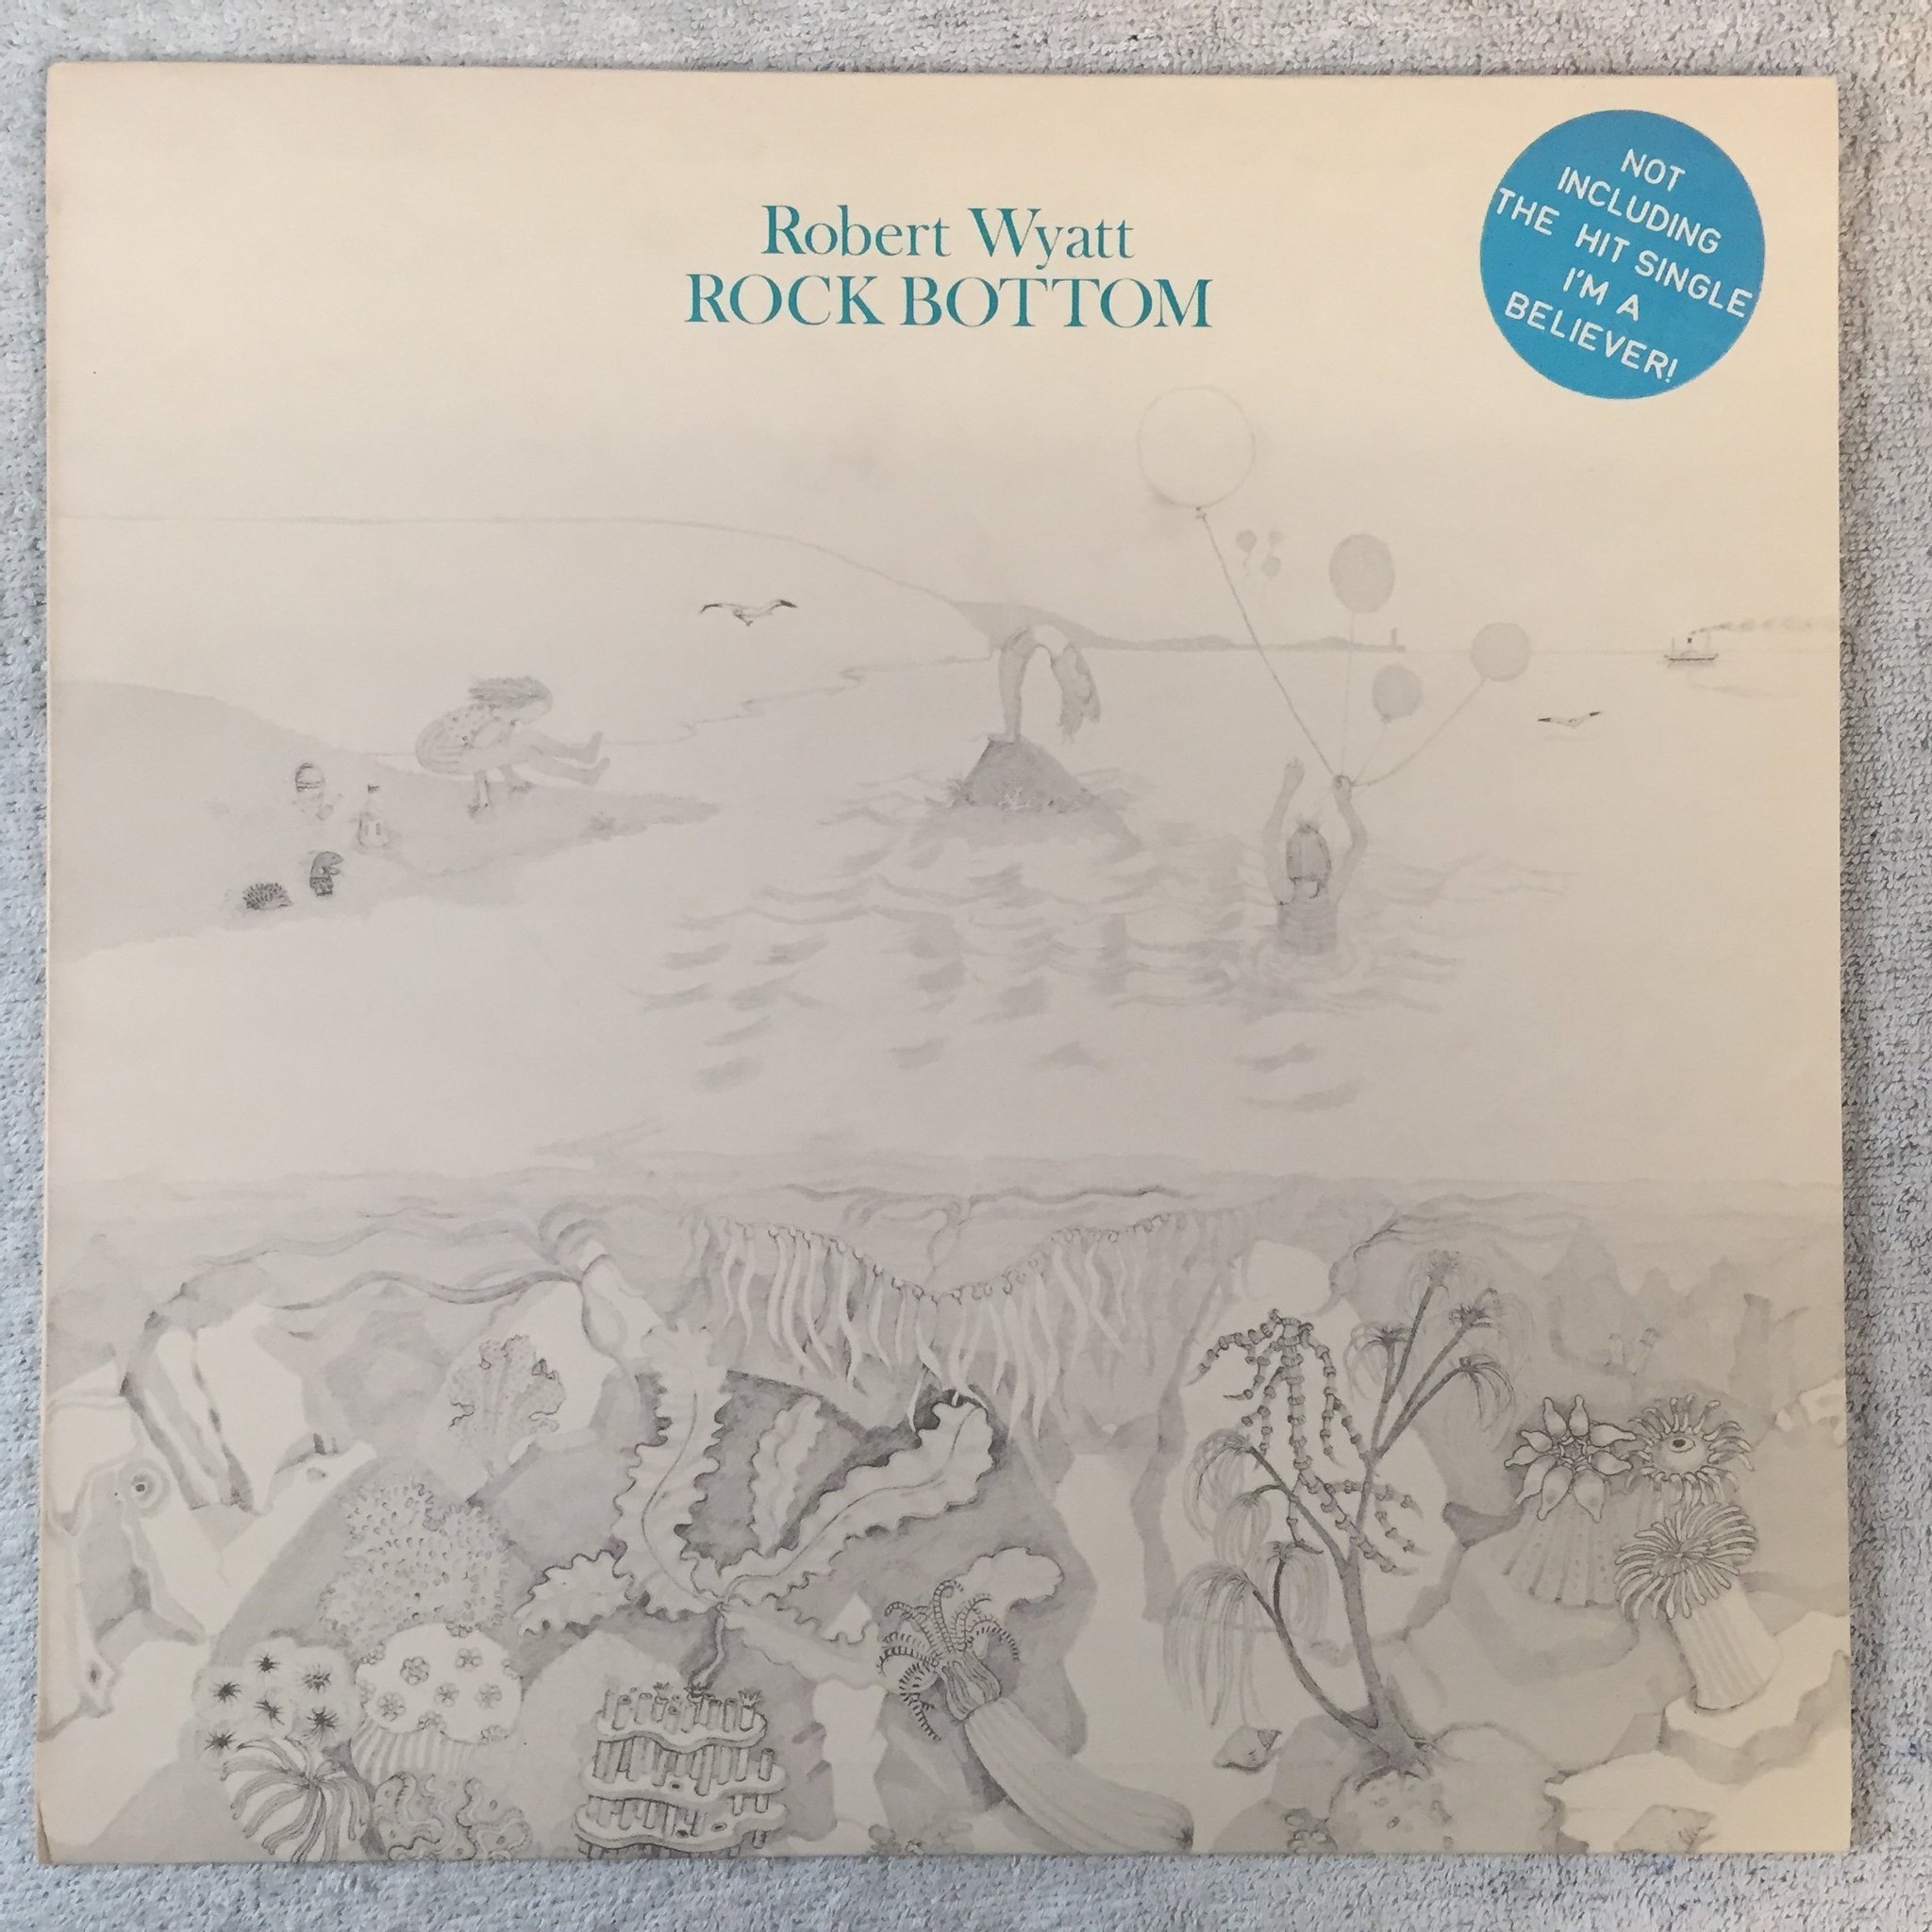 Robert Wyatt
ROCK BOTTOM
NOT
INCLUDING
THE HIT SINGLE
I'M A
BELIEVER!